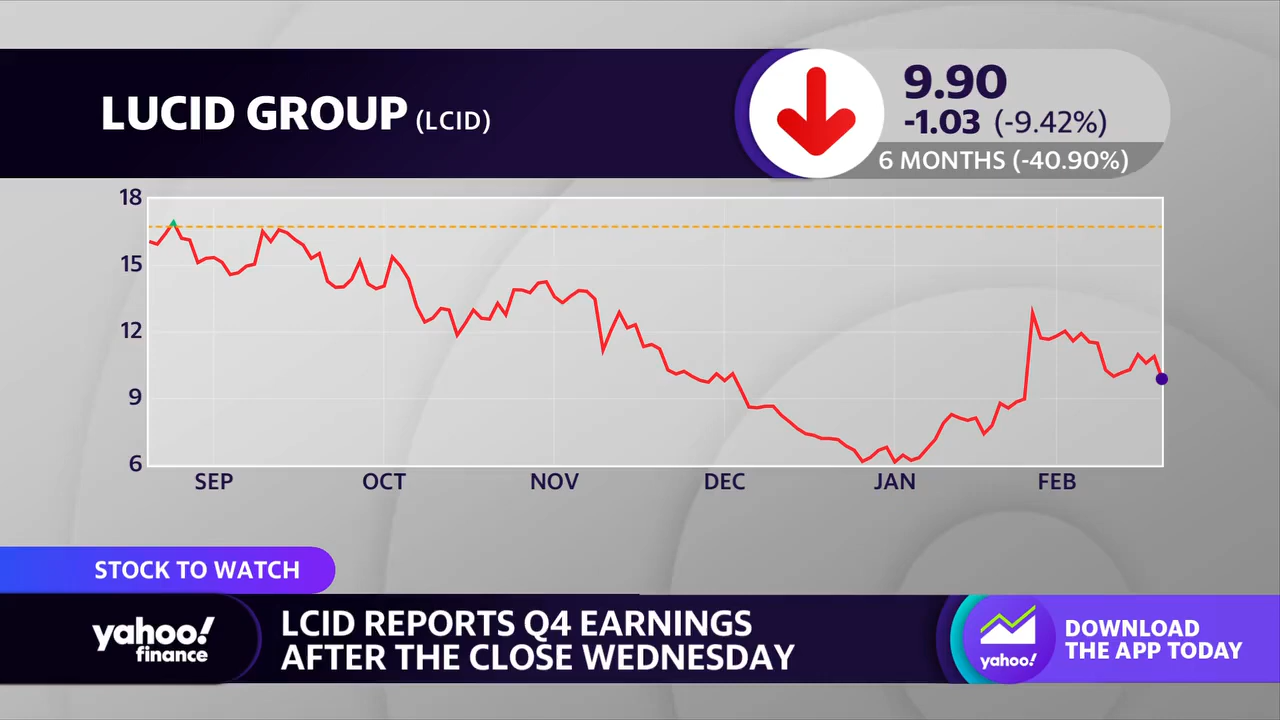 LUCID GROUP (LCID)
9.90
-1.03 (-9.42%)
6 MONTHS (-40.90%)
18
15
12
9
6
SEP OCT NOV DEC JAN FEB
STOCK TO WATCH
yahoo!
finance
LCID REPORTS Q4 EARNINGS
AFTER THE CLOSE WEDNESDAY
yahoo!
DOWNLOAD
THE APP TODAY